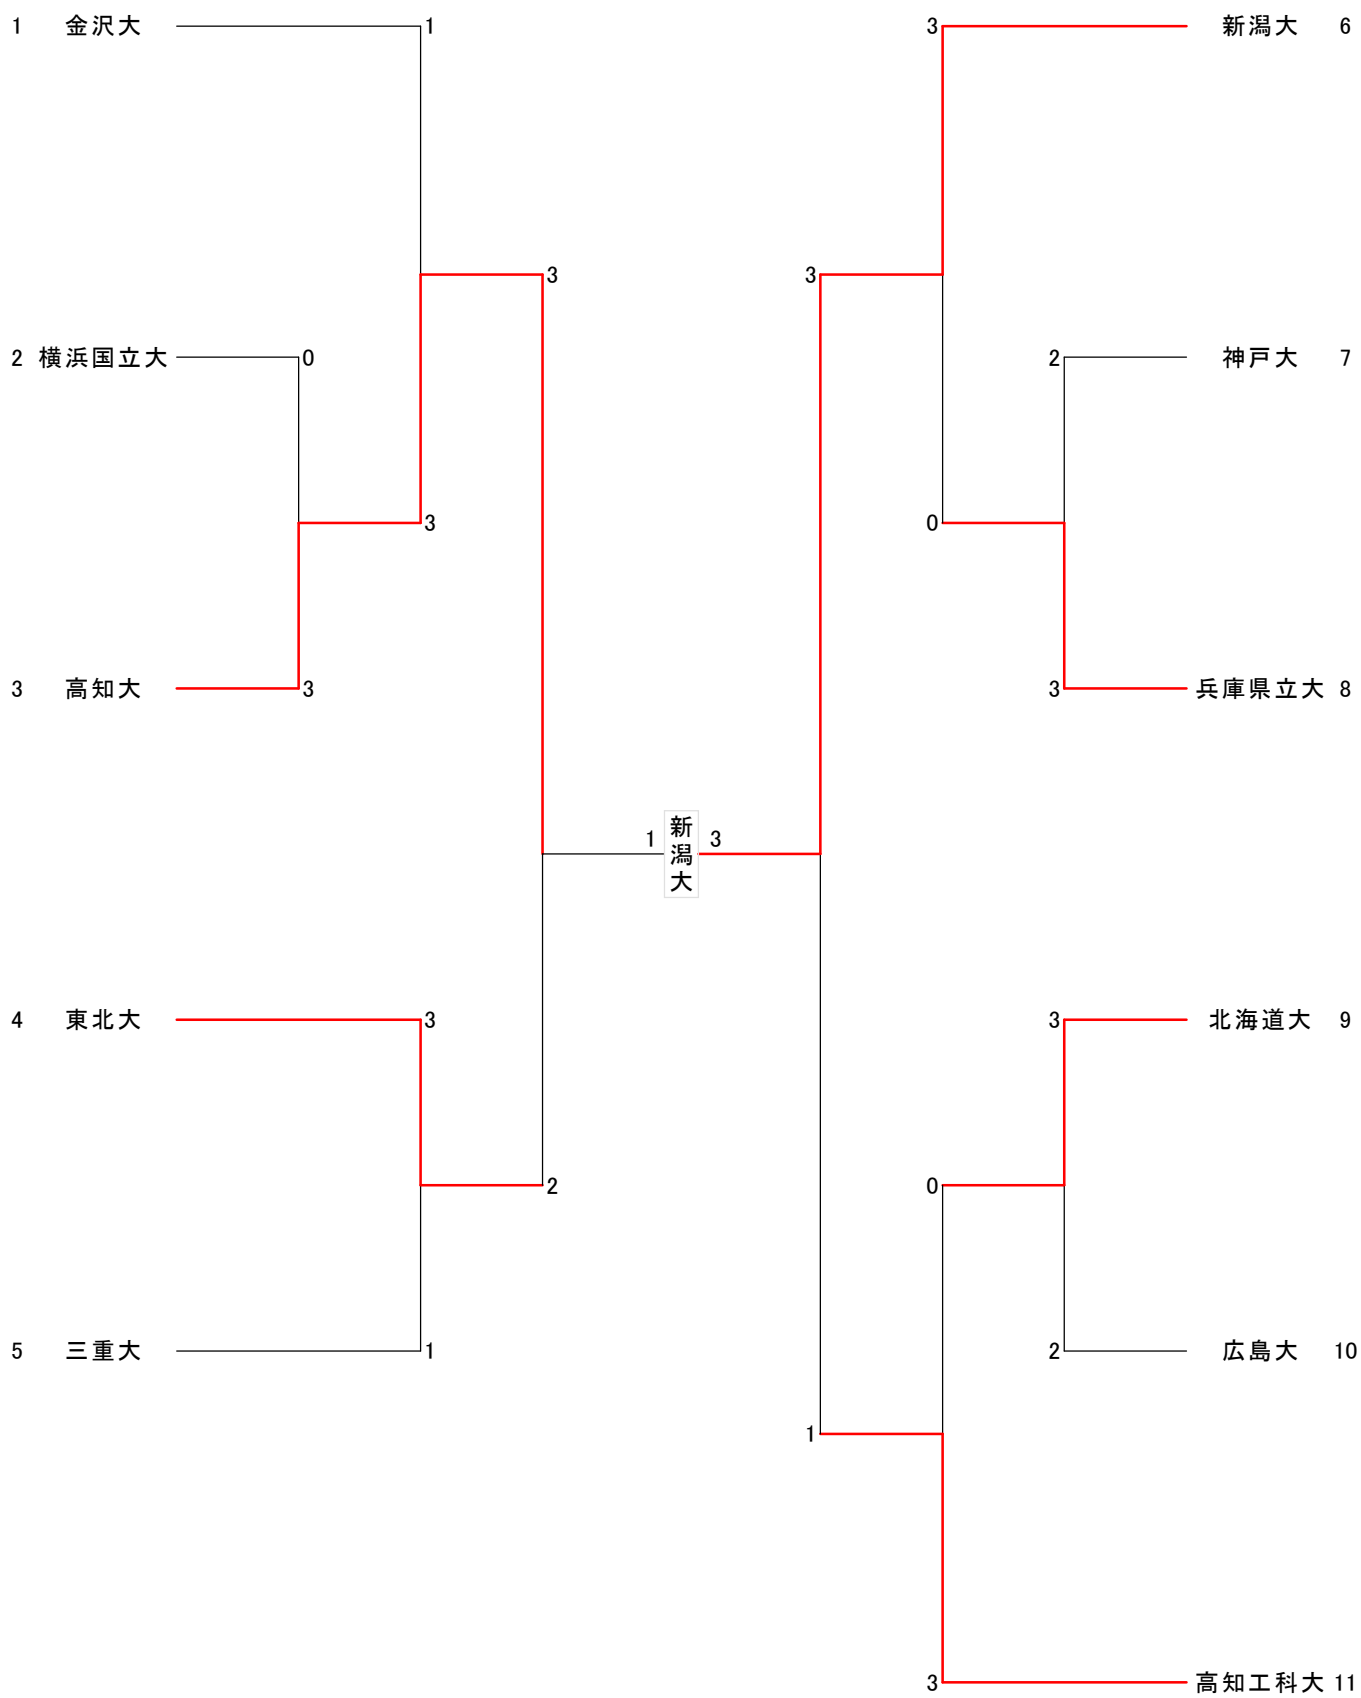 1 金沢大 1 3 新潟大 6
3 3
2 横浜国立大 0 2 神戸大 7
3 0
3 高知大 3 3 兵庫県立大 8
1 新潟大 3
4 東北大 3 3 北海道大 9
2 0
5 三重大 1 2 広島大 10
1
3 高知工科大 11